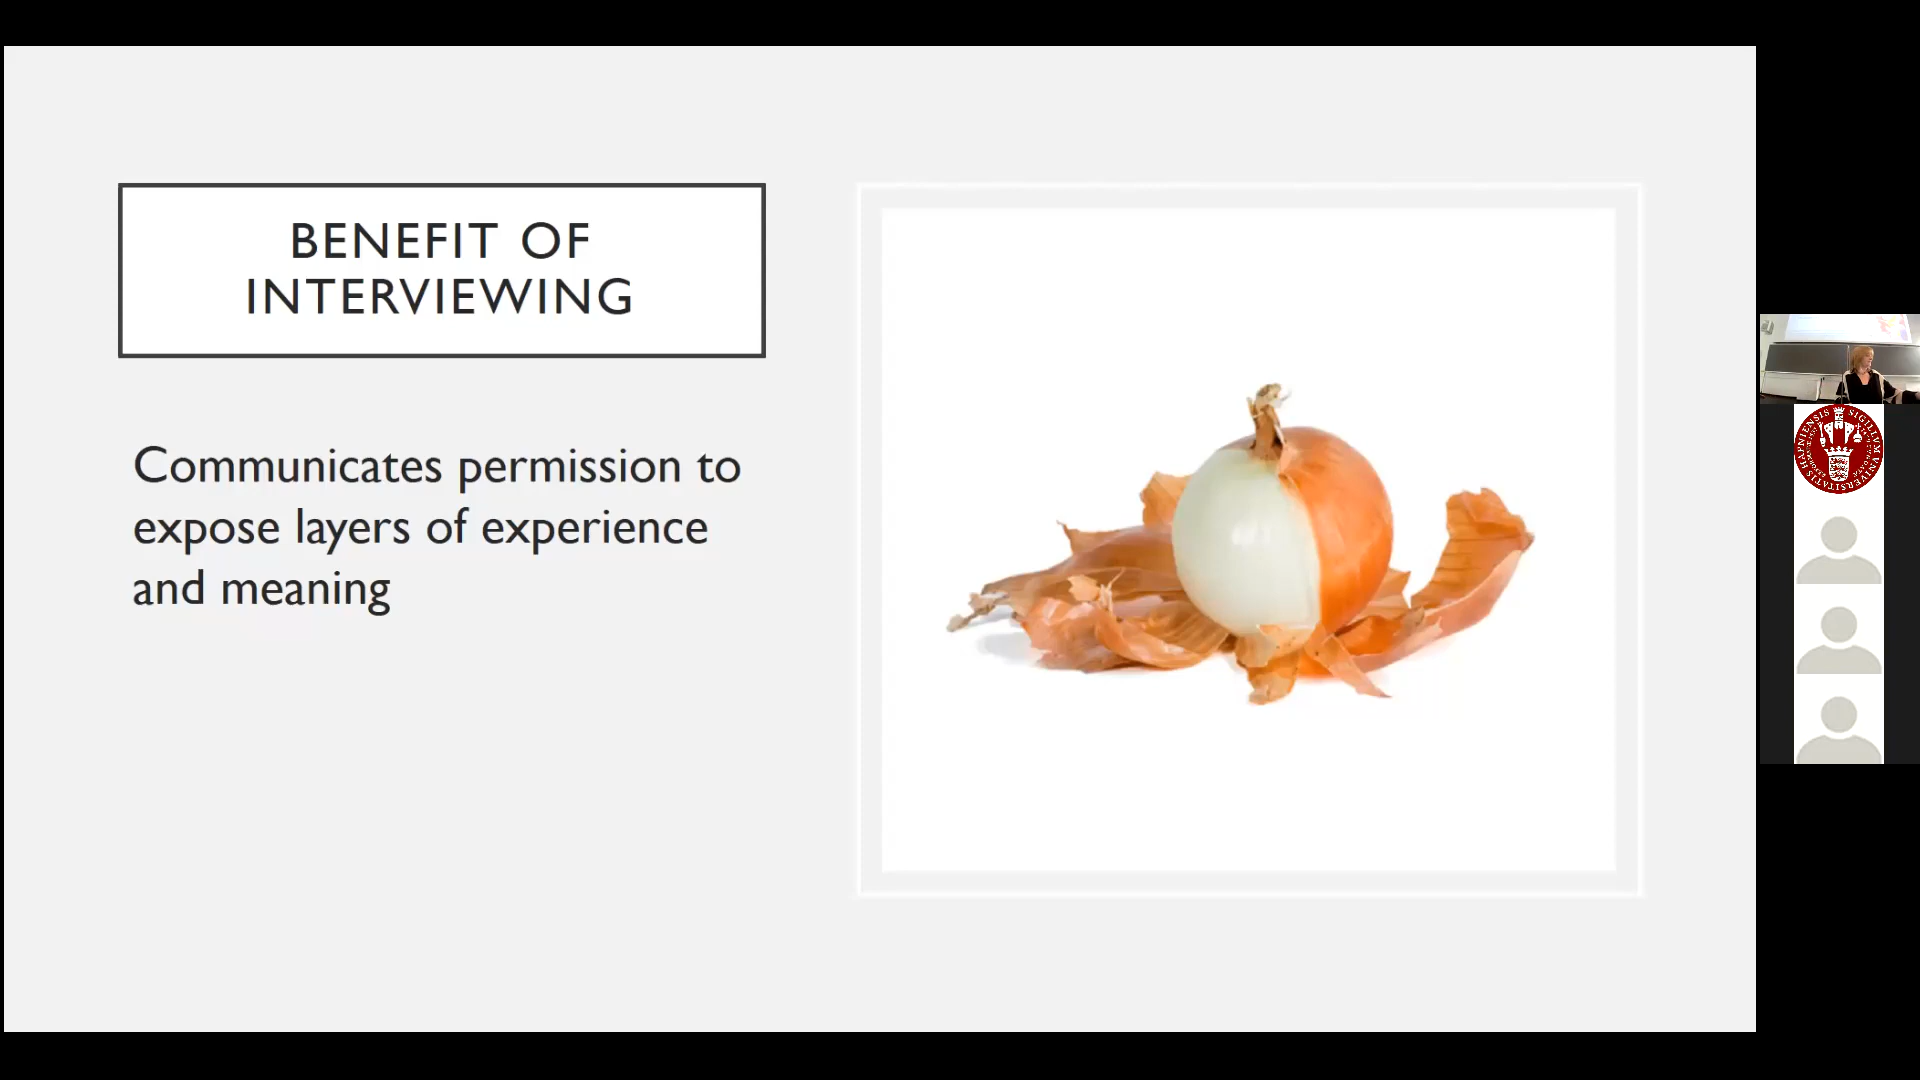 BENEFIT OF
INTERVIEWING
Communicates permission to
expose layers of experience
and meaning